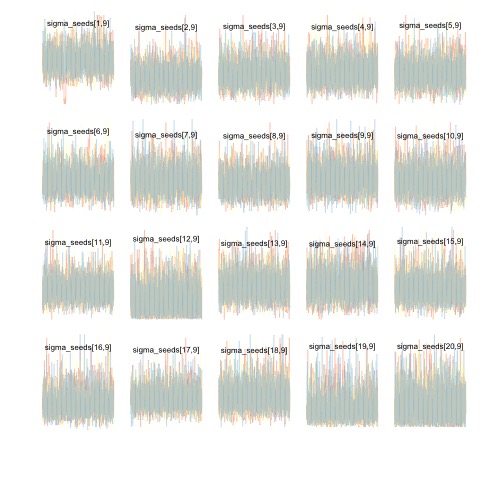 sigma_seeds[1,9]
sigma_seeds[2,9]
sigma_seeds[3,9]
sigma_seeds[4,9]
sigma_seeds[5,9]
sigma_seeds[6,9]
sigma_seeds[7,9]
sigma_seeds[8,9]
sigma_seeds[9,9]
sigma_seeds[10,9]
sigma_seeds[11,9]
sigma_seeds[12,9]
sigma_seeds[13,9]
sigma_seeds[14,9]
sigma_seeds[15,9]
sigma_seeds[16,9]
sigma_seeds[17,9]
sigma_seeds[18,9]
sigma_seeds[19,9]
sigma_seeds[20,9]